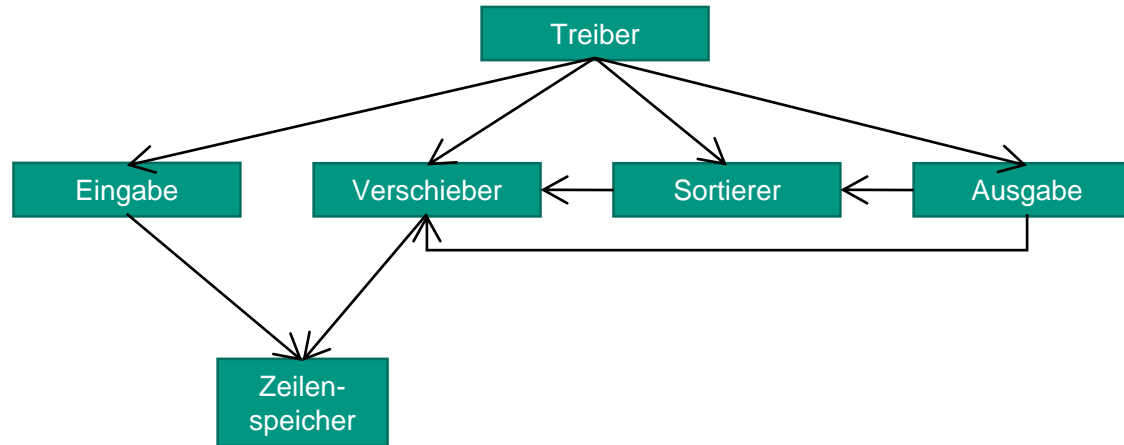 Treiber
Eingabe
Verschieber
Sortierer
Ausgabe
Zeilen-
speicher